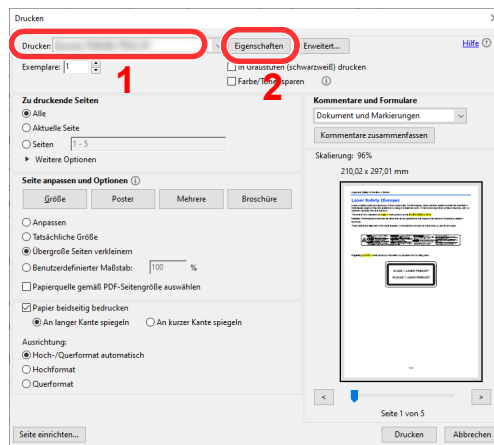 Drucken
Drucker:
Eigenschaften
Erweitert...
Hilfe
Exemplare: 1
1
2
In Graustufen (schwarzweiß) drucken
Farbe/Toner sparen
Zu druckende Seiten
Alle
Aktuelle Seite
Seiten 1 - 5
Weitere Optionen
Seite anpassen und Optionen
Größe
Poster
Mehrere
Broschüre
Anpassen
Tatsächliche Größe
Übergroße Seiten verkleinern
Benutzerdefinierter Maßstab: 100 %
Papierquelle gemäß PDF-Seitengröße auswählen
Papier beidseitig bedrucken
An langer Kante spiegeln
An kurzer Kante spiegeln
Ausrichtung:
Hoch-/Querformat automatisch
Hochformat
Querformat
Kommentare und Formulare
Dokument und Markierungen
Kommentare zusammenfassen
Skalierung: 96%
210,02 x 297,01 mm
Laser Safety (Europe)
CLASS 1 LASER PRODUCT
<
>
Seite 1 von 5
Seite einrichten...
Drucken
Abbrechen